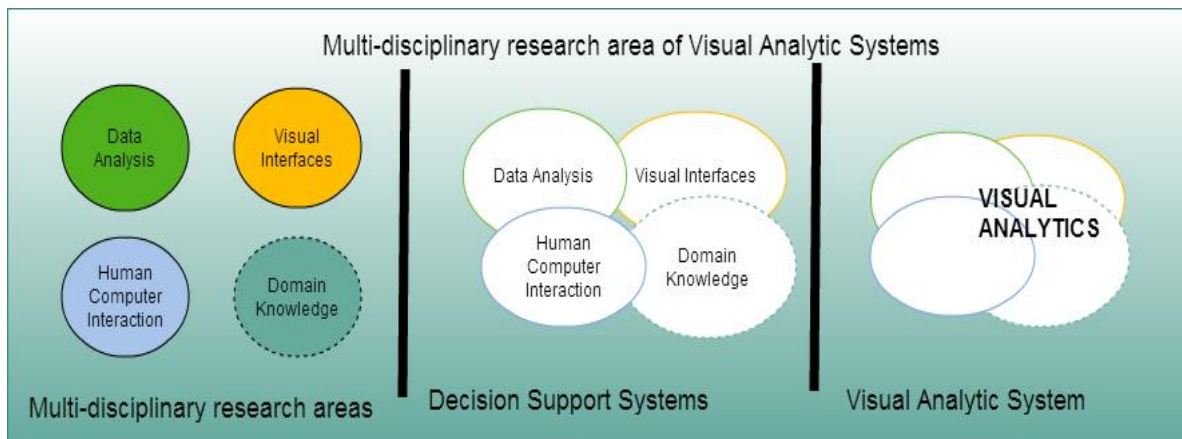 Multi-disciplinary research area of Visual Analytic Systems
Data
Analysis
Visual
Interfaces
Human
Computer
Interaction
Domain
Knowledge
Multi-disciplinary research areas
Data Analysis
Visual Interfaces
Human
Computer
Interaction
Domain
Knowledge
Decision Support Systems
VISUAL
ANALYTICS
Visual Analytic System